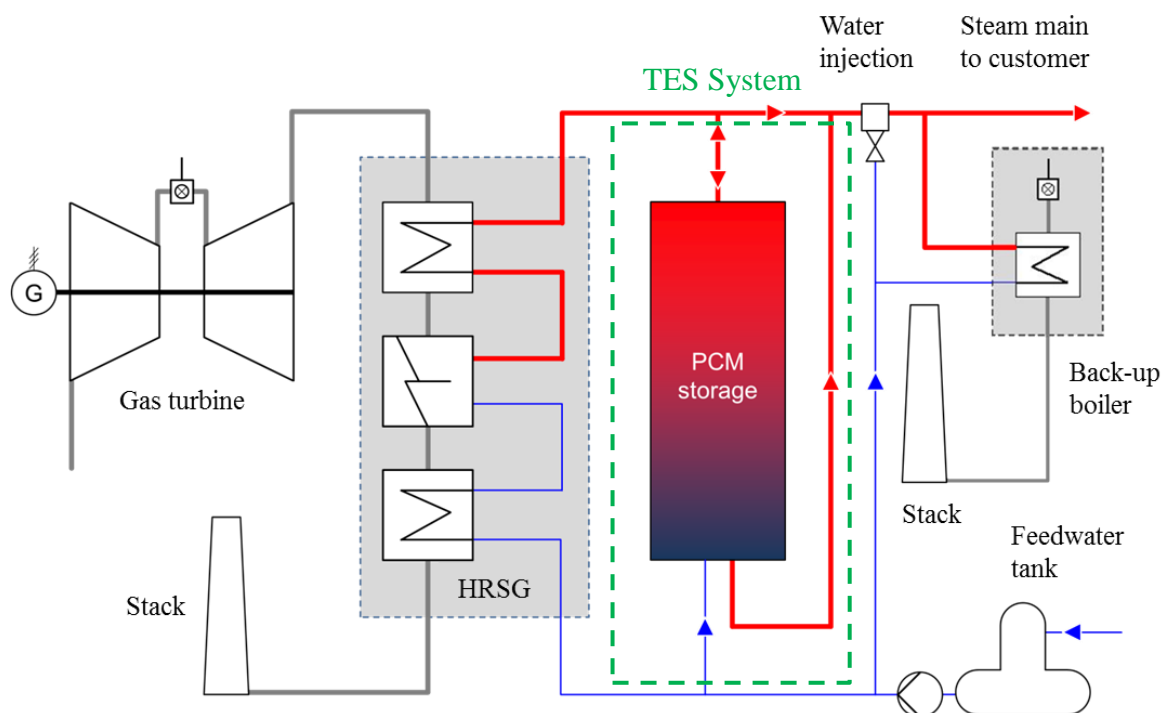 Water
injection
Steam main
to customer
TES System
G
Gas turbine
PCM
storage
Back-up
boiler
HRSG
Stack
Stack
Feedwater
tank